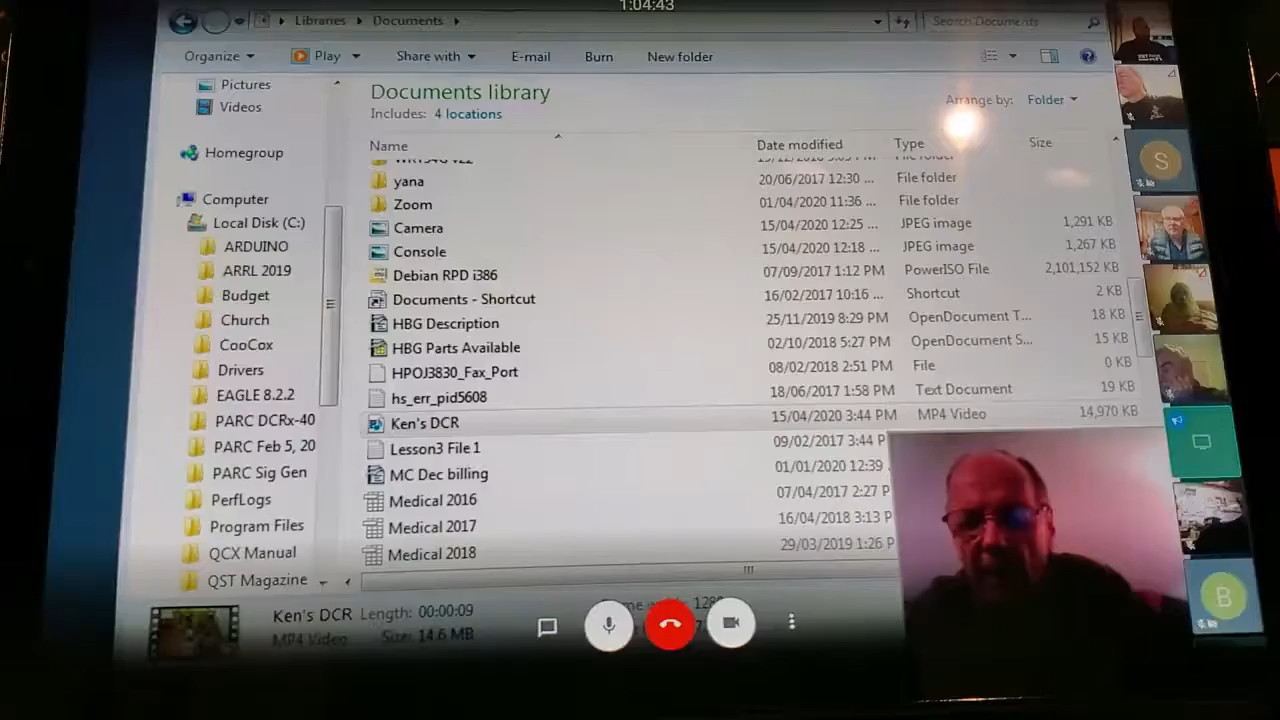 1:04:43
Libraries Documents Search Documents
Organize Play Share with E-mail Burn New folder
Pictures
Videos
Homegroup
Computer
Local Disk (C:)
ARDUINO
ARRL 2019
Budget
Church
CooCox
Drivers
EAGLE 8.2.2
PARC DCRx-40
PARC Feb 5, 20
PARC Sig Gen
PerfLogs
Program Files
QCX Manual
QST Magazine
Documents library
Includes: 4 locations
Arrange by: Folder
Name Date modified Type Size
File folder
yana 20/06/2017 12:30 ... File folder
Zoom 01/04/2020 11:36 ... File folder
Camera 15/04/2020 12:25 ... JPEG image 1,291 KB
Console 15/04/2020 12:18 ... JPEG image 1,267 KB
Debian RPD i386 07/09/2017 1:12 PM PowerISO File 2,101,152 KB
Documents - Shortcut 16/02/2017 10:16 ... Shortcut 2 KB
HBG Description 25/11/2019 8:29 PM OpenDocument T... 18 KB
HBG Parts Available 02/10/2018 5:27 PM OpenDocument S... 15 KB
HPOJ3830_Fax_Port 08/02/2018 2:51 PM File 0 KB
hs_err_pid5608 18/06/2017 1:58 PM Text Document 19 KB
Ken's DCR 15/04/2020 3:44 PM MP4 Video 14,970 KB
Lesson3 File1 09/02/2017 3:44 P
MC Dec billing 01/01/2020 12:39
Medical 2016 07/04/2017 2:27 P
Medical 2017 16/04/2018 3:13 P
Medical 2018 29/03/2019 1:26 P
Ken's DCR Length: 00:00:09
MP4 Video Size: 14.6 MB
S
B